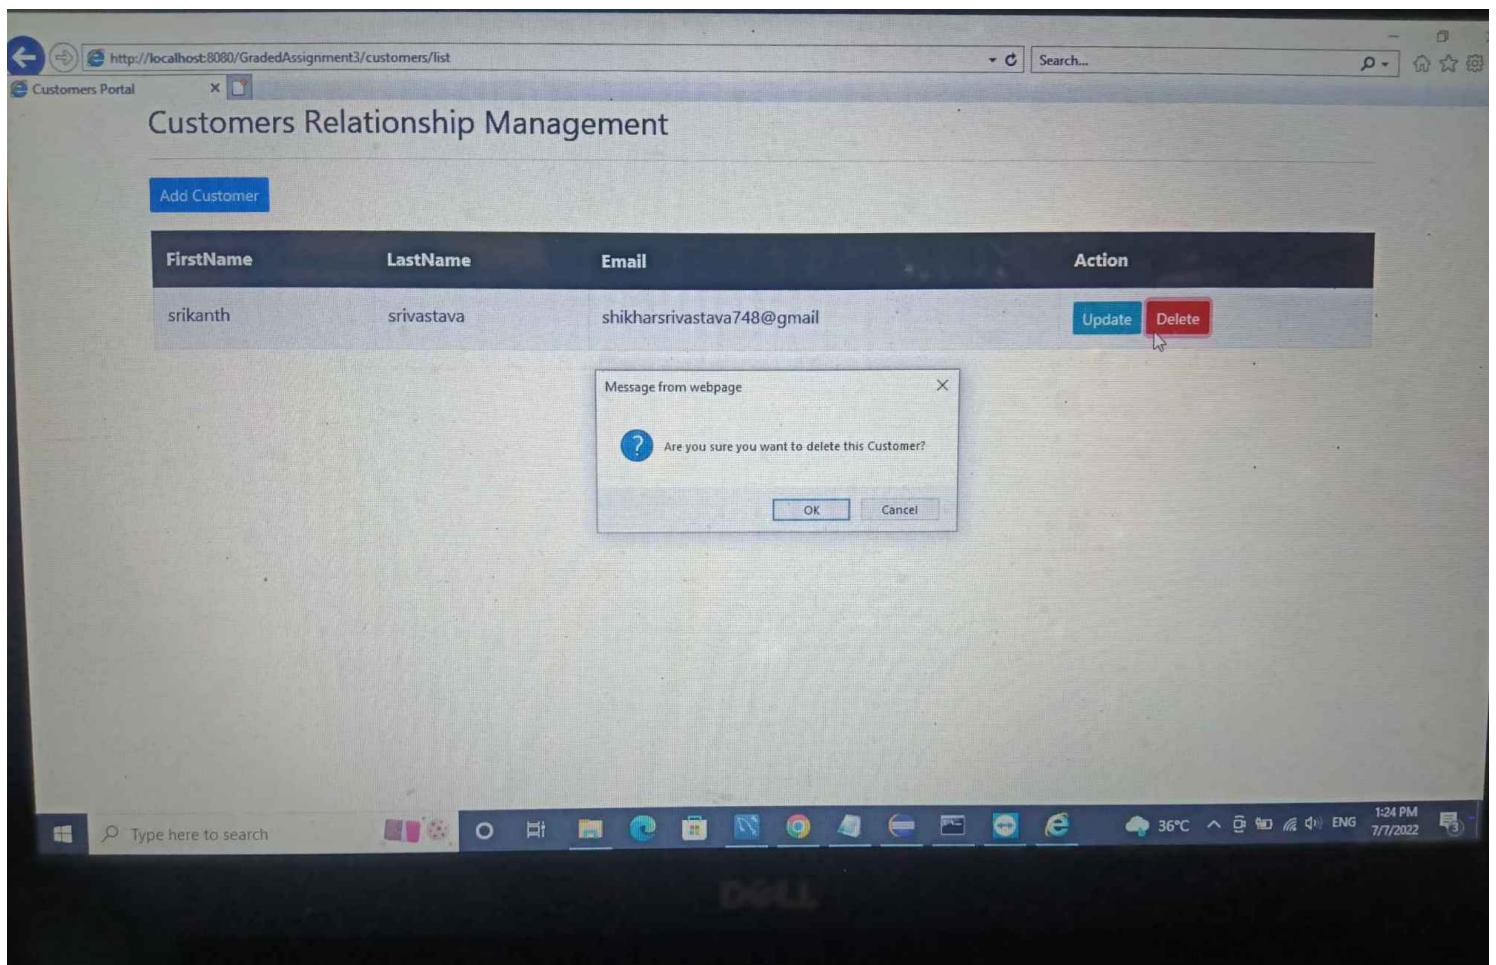 http://localhost:8080/GradedAssignment3/customers/list
Search...
Customers Portal
Customers Relationship Management
Add Customer
FirstName LastName Email Action
srikanth srivastava shikharsrivastava748@gmail Update Delete
Message from webpage
? Are you sure you want to delete this Customer?
OK Cancel
Type here to search
36°C ENG
1:24 PM
7/7/2022
3
DELL